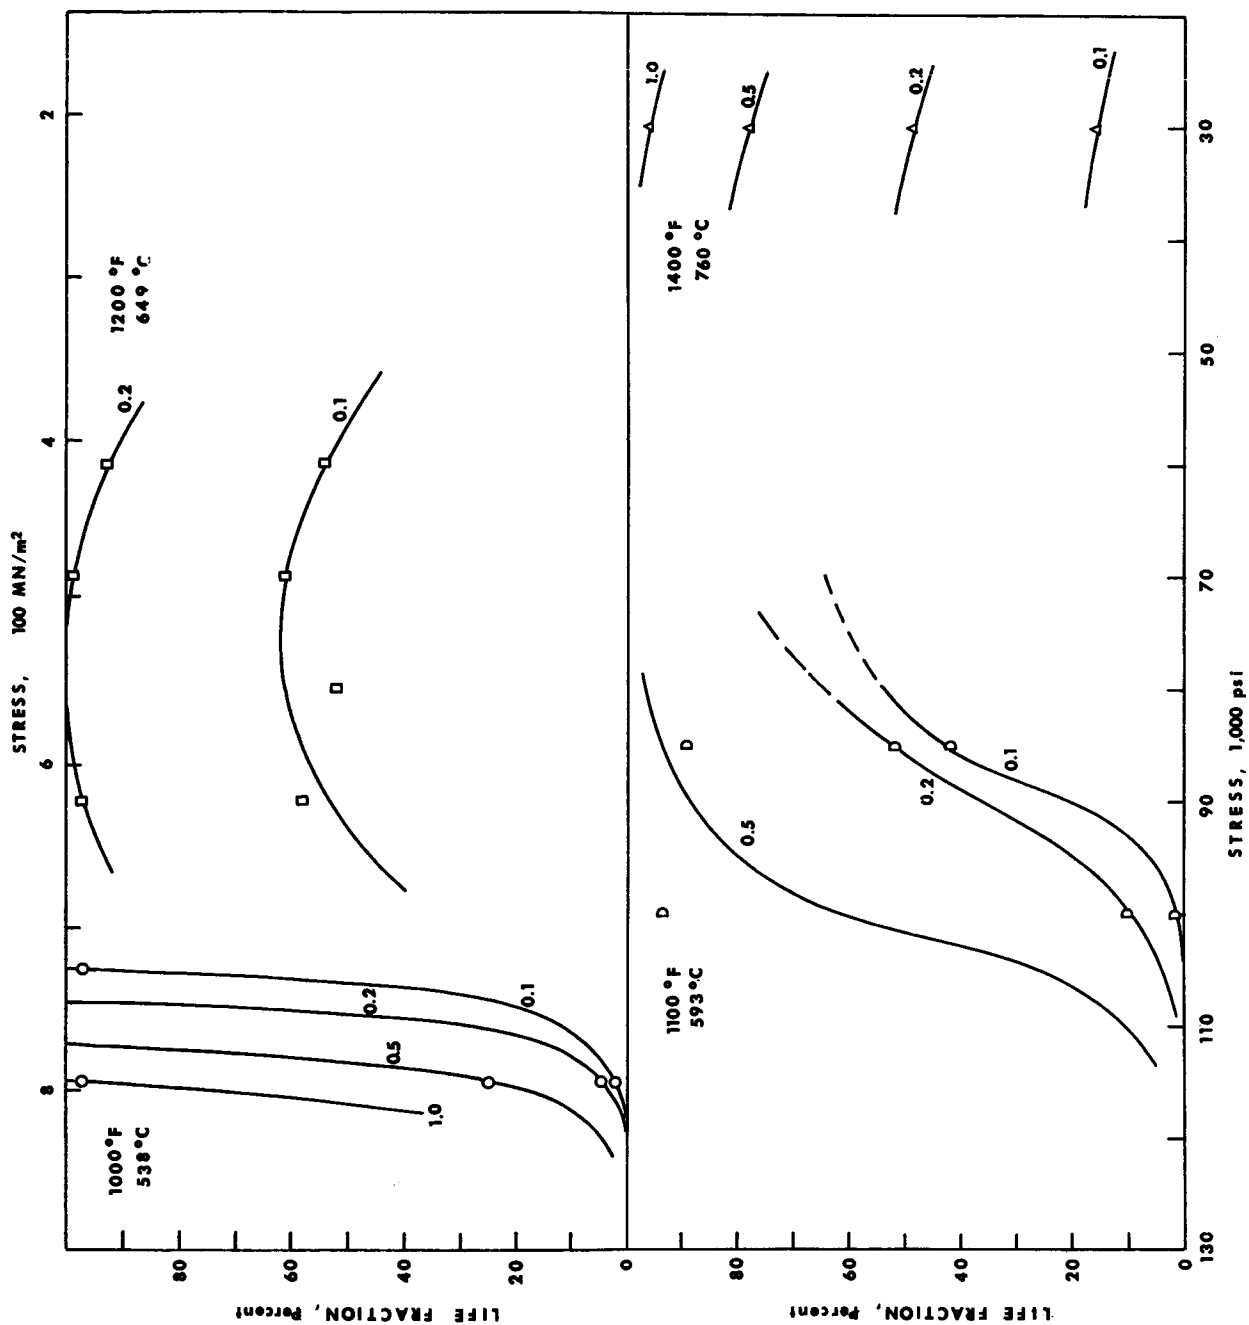 STRESS, 100 MN/m²
8
6
4
2
1000 °F
538 °C
1.0
0.5
0.2
0.1
1200 °F
649 °C
0.2
0.1
LIFE FRACTION, Percent
80
60
40
20
0
1100 °F
593 °C
0.5
0.2
0.1
1400 °F
760 °C
1.0
0.5
0.2
0.1
LIFE FRACTION, Percent
80
60
40
20
0
130
110
90
70
50
30
STRESS, 1,000 psi